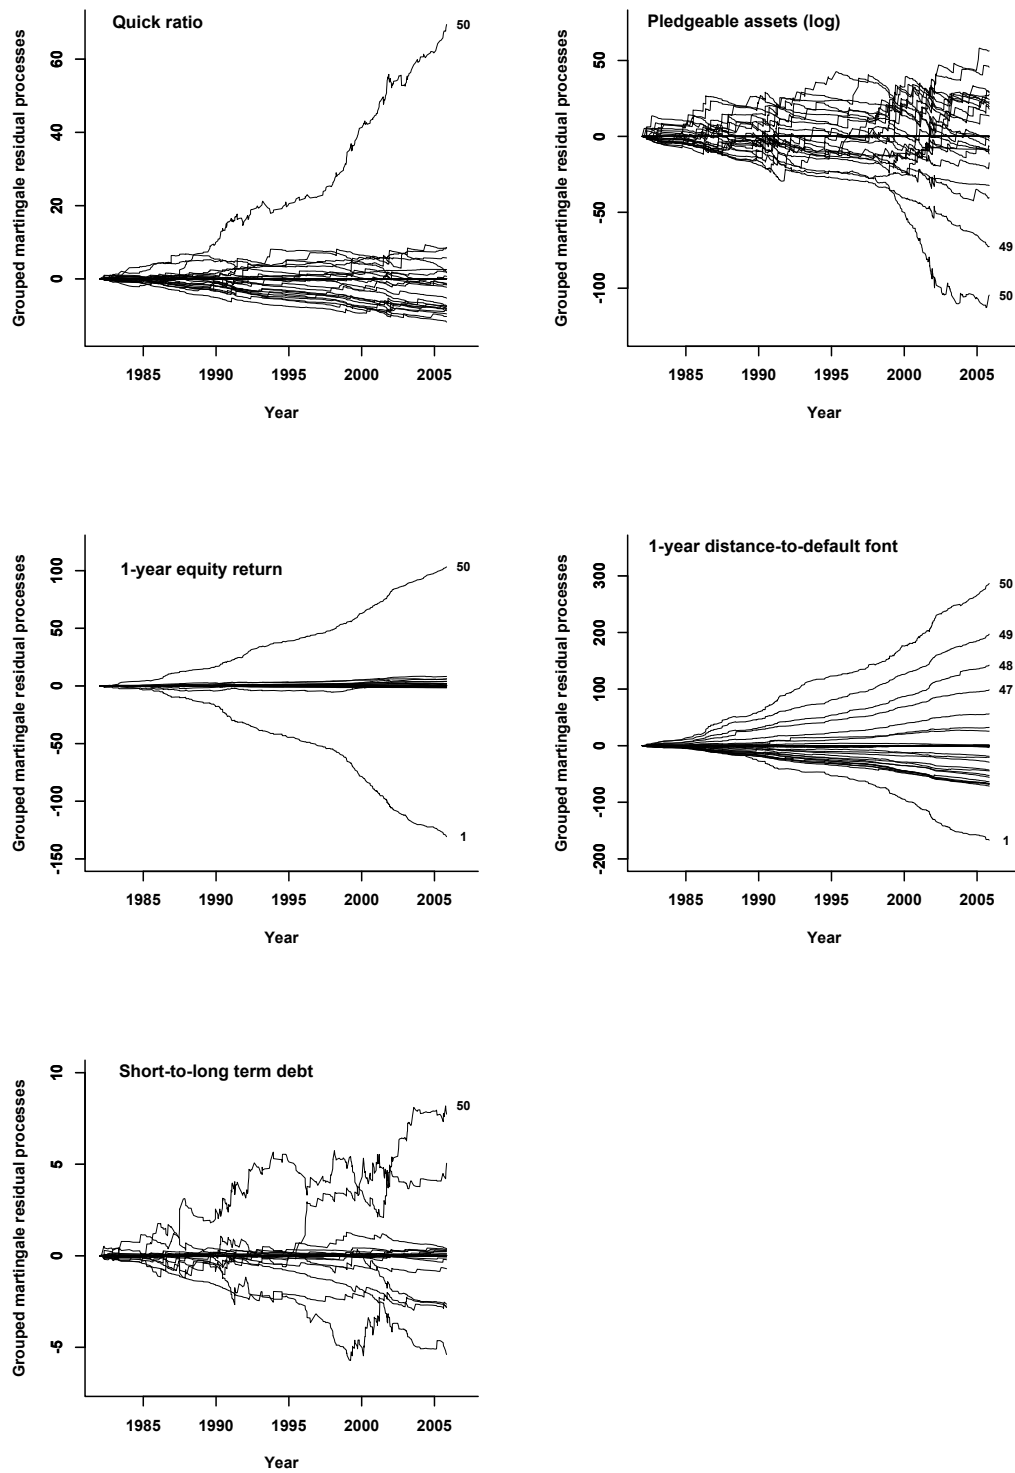 Quick ratio
Grouped martingale residual processes
60
40
20
0
50
1985 1990 1995 2000 2005
Year
Pledgeable assets (log)
Grouped martingale residual processes
50
0
-50
-100
49
50
1985 1990 1995 2000 2005
Year
1-year equity return
Grouped martingale residual processes
100
50
0
-50
-100
-150
50
1
1985 1990 1995 2000 2005
Year
1-year distance-to-default font
Grouped martingale residual processes
300
200
100
0
-100
-200
50
49
48
47
1
1985 1990 1995 2000 2005
Year
Short-to-long term debt
Grouped martingale residual processes
10
5
0
-5
50
1985 1990 1995 2000 2005
Year